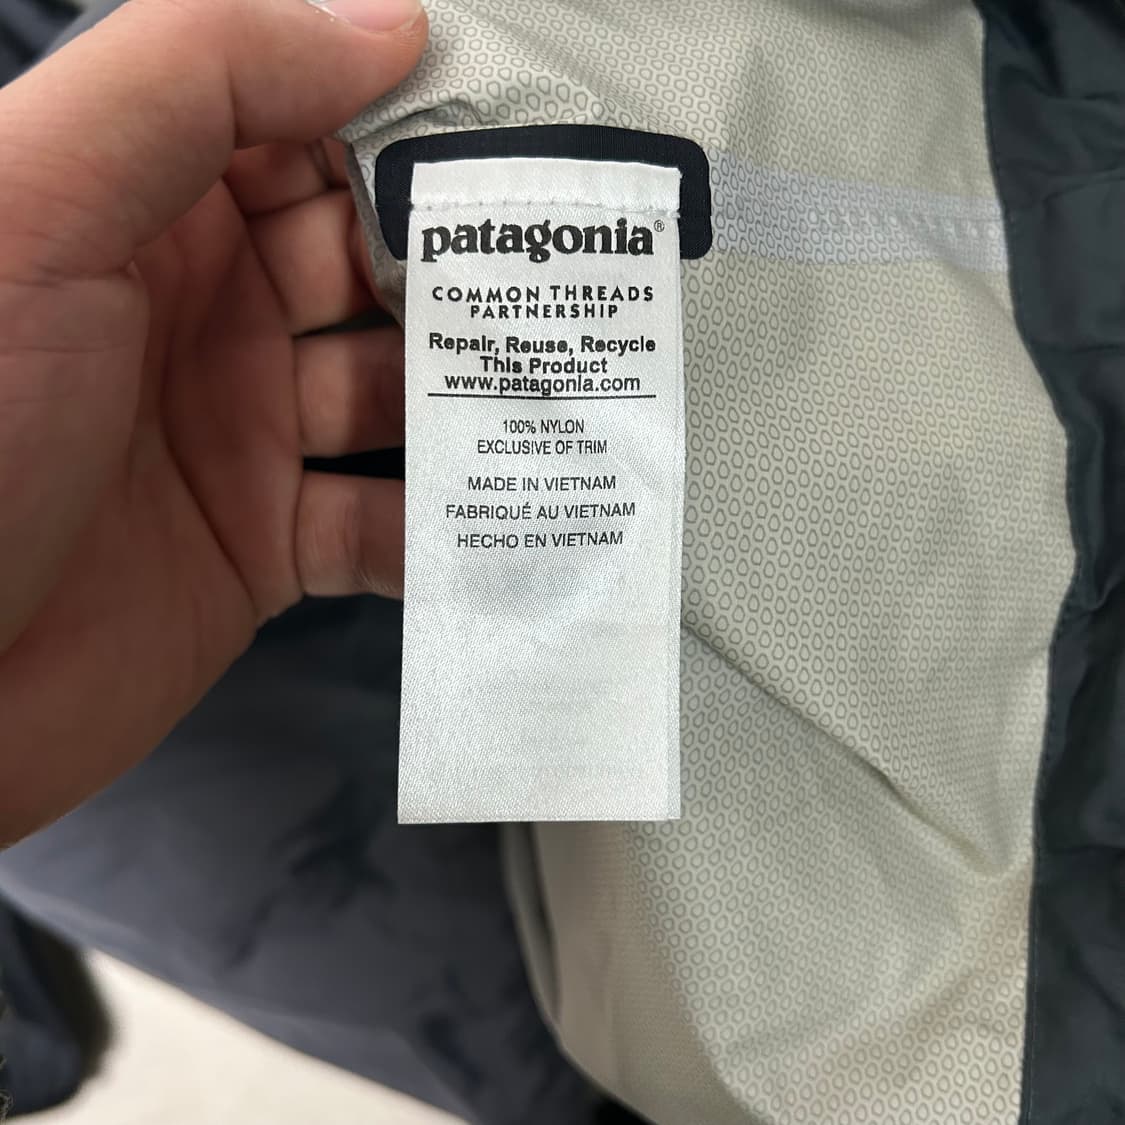 patagonia®
COMMON THREADS
PARTNERSHIP
Repair, Reuse, Recycle
This Product
www.patagonia.com
100% NYLON
EXCLUSIVE OF TRIM
MADE IN VIETNAM
FABRIQUÉ AU VIETNAM
HECHO EN VIETNAM